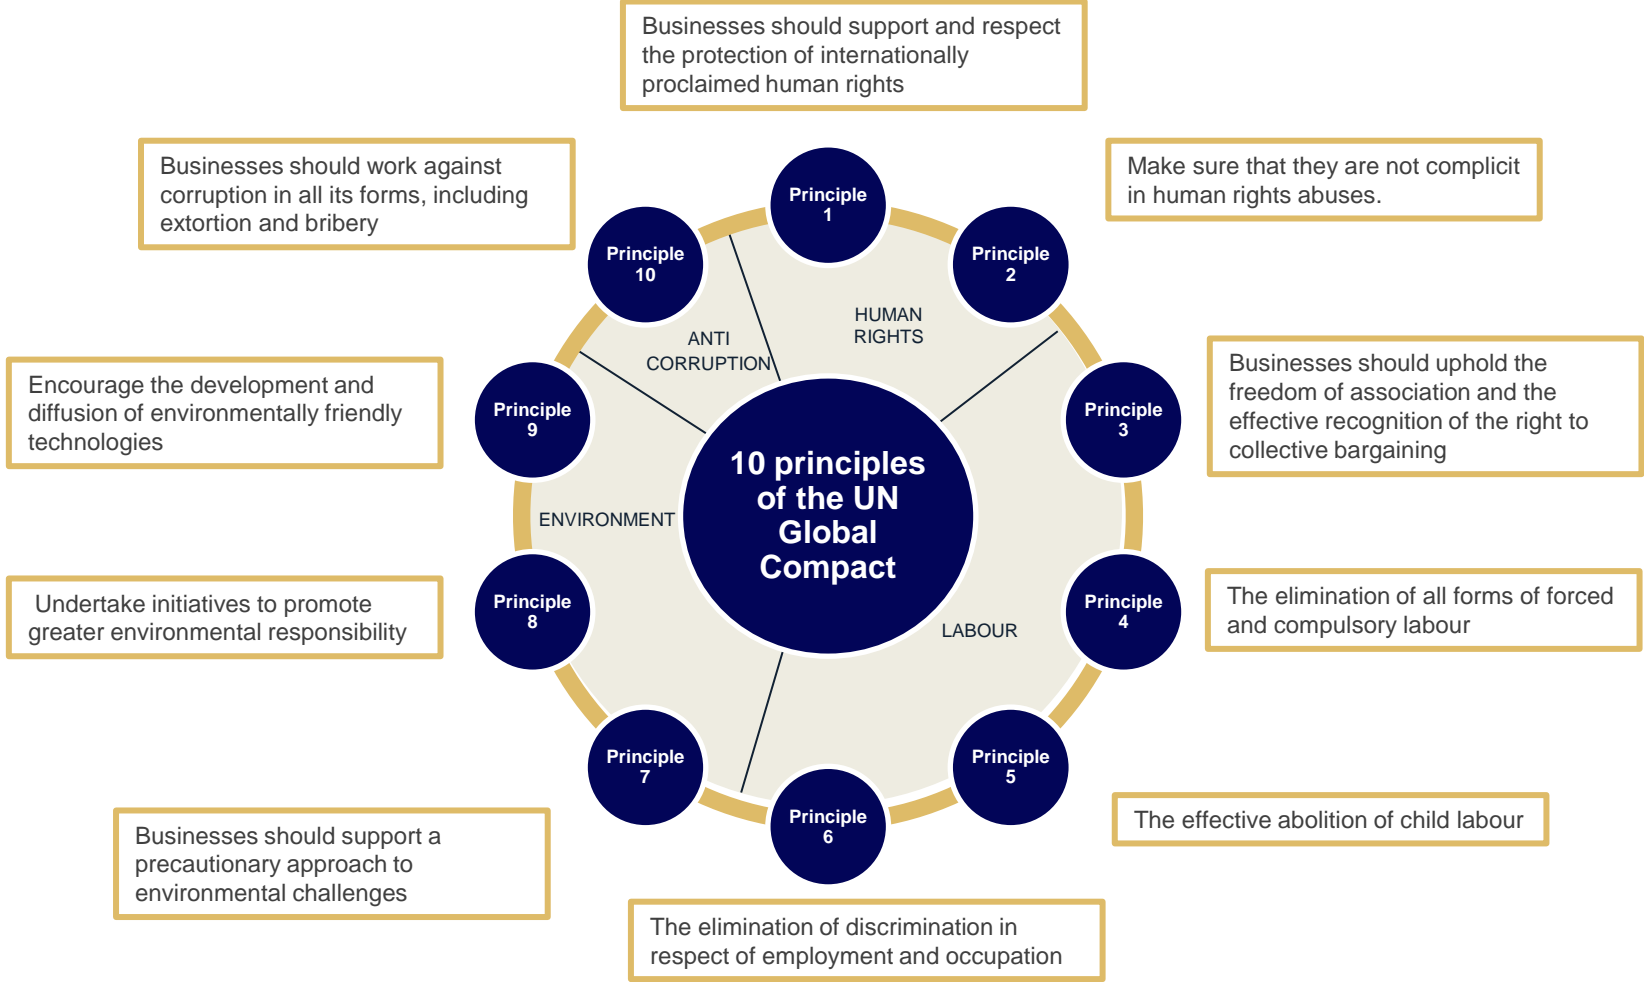 Businesses should support and respect
the protection of internationally
proclaimed human rights
Businesses should work against
corruption in all its forms, including
extortion and bribery
Make sure that they are not complicit
in human rights abuses.
Principle
1
Principle
10
Principle
2
HUMAN
RIGHTS
ANTI
CORRUPTION
Encourage the development and
diffusion of environmentally friendly
technologies
Principle
9
Principle
3
Businesses should uphold the
freedom of association and the
effective recognition of the right to
collective bargaining
10 principles
of the UN
Global
Compact
ENVIRONMENT
Undertake initiatives to promote
greater environmental responsibility
Principle
8
LABOUR
Principle
4
The elimination of all forms of forced
and compulsory labour
Principle
7
Principle
5
Principle
6
Businesses should support a
precautionary approach to
environmental challenges
The effective abolition of child labour
The elimination of discrimination in
respect of employment and occupation